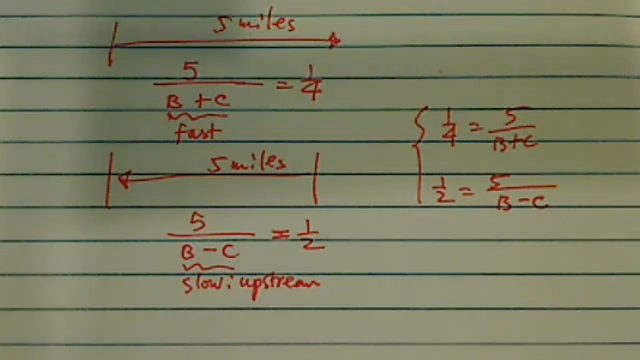 5 miles
5/(B + C) = 1/4
fast
5 miles
5/(B - C) = 1/2
slow: upstream
{ 1/4 = 5/(B+C)
1/2 = 5/(B-C)